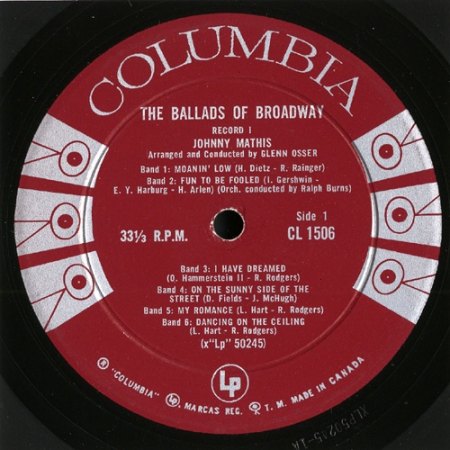 COLUMBIA
THE BALLADS OF BROADWAY
RECORD I
JOHNNY MATHIS
Arranged and Conducted by GLENN OSSER
Band 1: MOANIN' LOW (H. Dietz - R. Rainger)
Band 2: FUN TO BE FOOLED (I. Gershwin -
E. Y. Harburg - H. Arlen) (Orch. conducted by Ralph Burns)
Side 1
33⅓ R.P.M.
CL 1506
Band 3: I HAVE DREAMED
(O. Hammerstein II - R. Rodgers)
Band 4: ON THE SUNNY SIDE OF THE
STREET (D. Fields - J. McHugh)
Band 5: MY ROMANCE (L. Hart - R. Rodgers)
Band 6: DANCING ON THE CEILING
(L. Hart - R. Rodgers)
(x"Lp" 50245)
Lp
® "COLUMBIA", Ⓟ, MARCAS REG. ® T. M. MADE IN CANADA